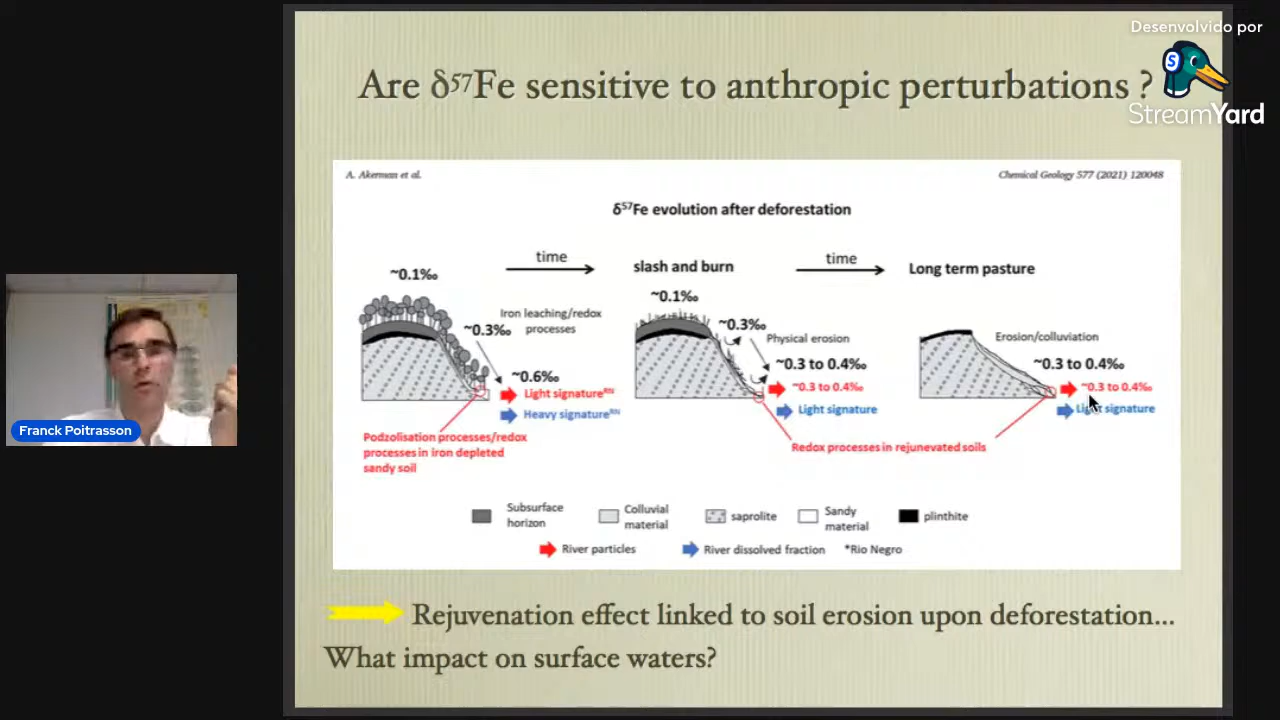 Desenvolvido por
StreamYard
Are δ⁵⁷Fe sensitive to anthropic perturbations ?
A. Akerman et al.
Chemical Geology 577 (2021) 120048
δ⁵⁷Fe evolution after deforestation
time
slash and burn
time
Long term pasture
~0.1‰
~0.3‰
Iron leaching/redox
processes
~0.6‰
Light signatureᴿᴺ
Heavy signatureᴿᴺ
Podzolisation processes/redox
processes in iron depleted
sandy soil
~0.1‰
~0.3‰
Physical erosion
~0.3 to 0.4‰
~0.3 to 0.4‰
Light signature
Erosion/colluviation
~0.3 to 0.4‰
~0.3 to 0.4‰
Light signature
Redox processes in rejunevated soils
Subsurface
horizon
Colluvial
material
saprolite
Sandy
material
plinthite
River particles
River dissolved fraction
*Rio Negro
Rejuvenation effect linked to soil erosion upon deforestation...
What impact on surface waters?
Franck Poitrasson